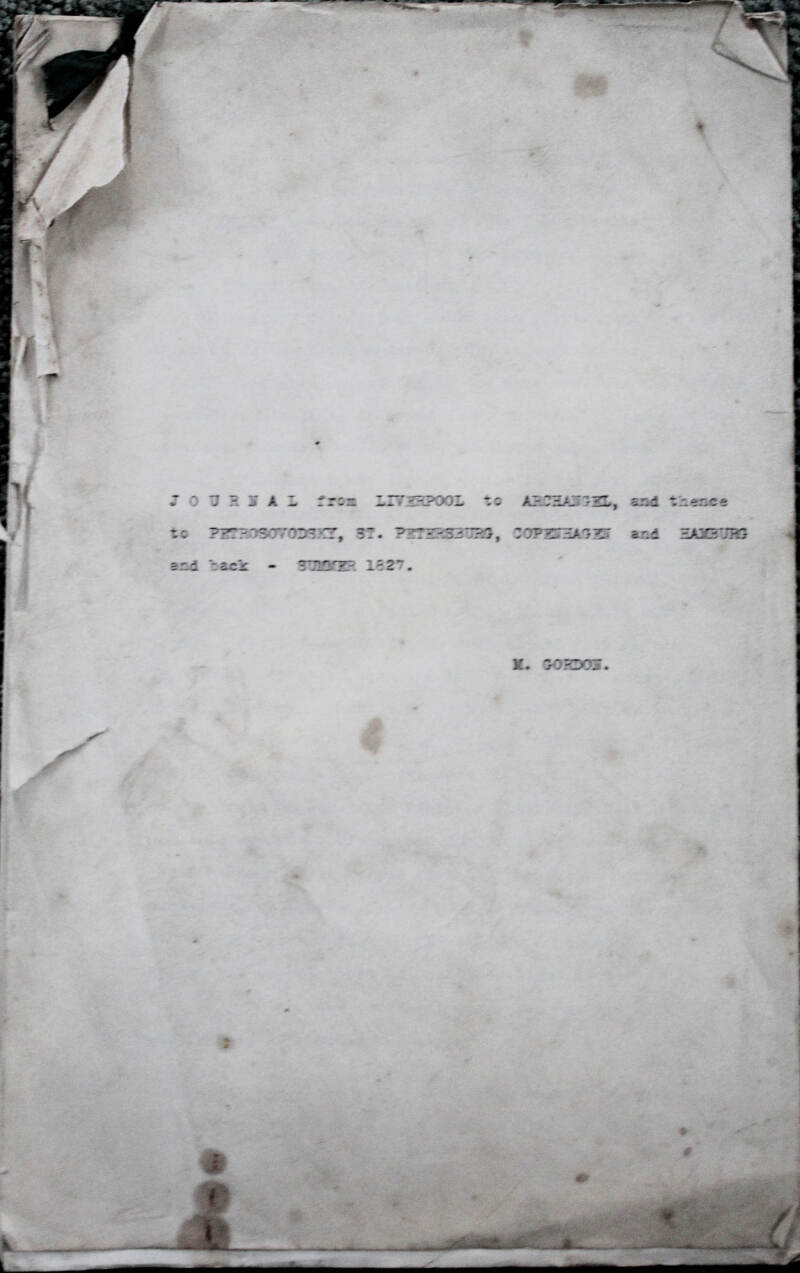 J O U R N A L from LIVERPOOL to ARCHANGEL, and thence
to PETROSOVODSKY, ST. PETERSBURG, COPENHAGEN and HAMBURG
and back - SUMMER 1827.
M. GORDON.